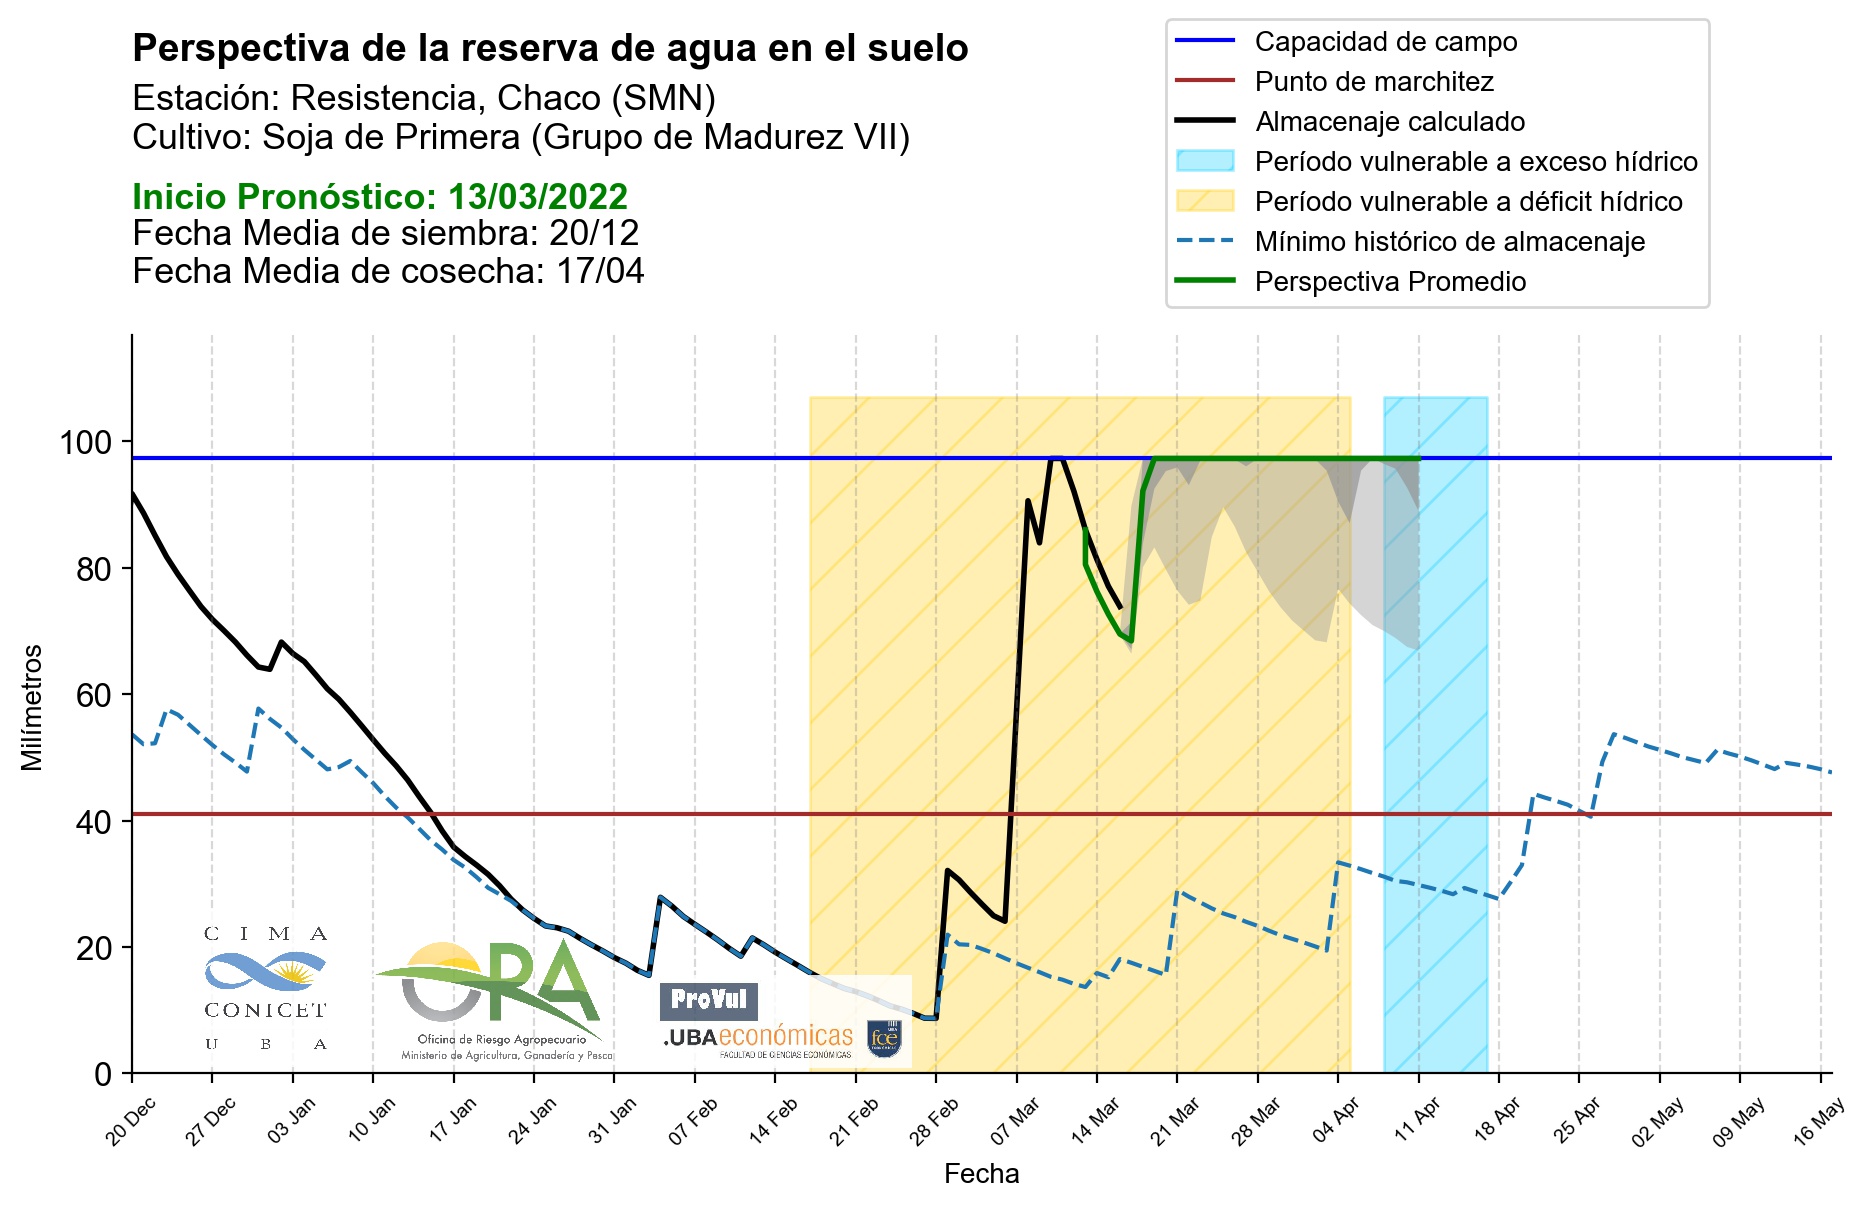 Perspectiva de la reserva de agua en el suelo
Estación: Resistencia, Chaco (SMN)
Cultivo: Soja de Primera (Grupo de Madurez VII)
Inicio Pronóstico: 13/03/2022
Fecha Media de siembra: 20/12
Fecha Media de cosecha: 17/04
Capacidad de campo
Punto de marchitez
Almacenaje calculado
Período vulnerable a exceso hídrico
Período vulnerable a déficit hídrico
Mínimo histórico de almacenaje
Perspectiva Promedio
Milímetros
100
80
60
40
20
0
CIMA
CONICET
UBA
ORA
Oficina de Riesgo Agropecuario
Ministerio de Agricultura, Ganadería y Pesca
ProVul
.UBAeconómicas
FACULTAD DE CIENCIAS ECONÓMICAS
fce
20 Dec
27 Dec
03 Jan
10 Jan
17 Jan
24 Jan
31 Jan
07 Feb
14 Feb
21 Feb
28 Feb
07 Mar
14 Mar
21 Mar
28 Mar
04 Apr
11 Apr
18 Apr
25 Apr
02 May
09 May
16 May
Fecha